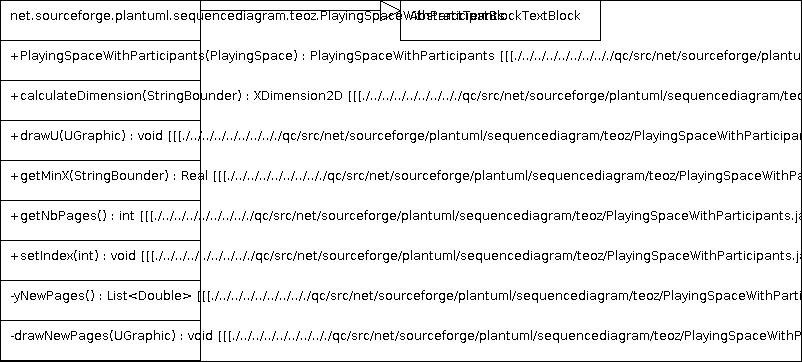 net.sourceforge.plantuml.sequencediagram.teoz.PlayingSpaceWithParticipants
AbstractTextBlockTextBlock
+PlayingSpaceWithParticipants(PlayingSpace) : PlayingSpaceWithParticipants [[[./../../../../../../../../qc/src/net/sourceforge/plantu
+calculateDimension(StringBounder) : XDimension2D [[[./../../../../../../../../qc/src/net/sourceforge/plantuml/sequencediagram/teo
+drawU(UGraphic) : void [[[./../../../../../../../../qc/src/net/sourceforge/plantuml/sequencediagram/teoz/PlayingSpaceWithParticipa
+getMinX(StringBounder) : Real [[[./../../../../../../../../qc/src/net/sourceforge/plantuml/sequencediagram/teoz/PlayingSpaceWithPa
+getNbPages() : int [[[./../../../../../../../../qc/src/net/sourceforge/plantuml/sequencediagram/teoz/PlayingSpaceWithParticipants.ja
+setIndex(int) : void [[[./../../../../../../../../qc/src/net/sourceforge/plantuml/sequencediagram/teoz/PlayingSpaceWithParticipants.ja
-yNewPages() : List<Double> [[[./../../../../../../../../qc/src/net/sourceforge/plantuml/sequencediagram/teoz/PlayingSpaceWithParti
-drawNewPages(UGraphic) : void [[[./../../../../../../../../qc/src/net/sourceforge/plantuml/sequencediagram/teoz/PlayingSpaceWithP